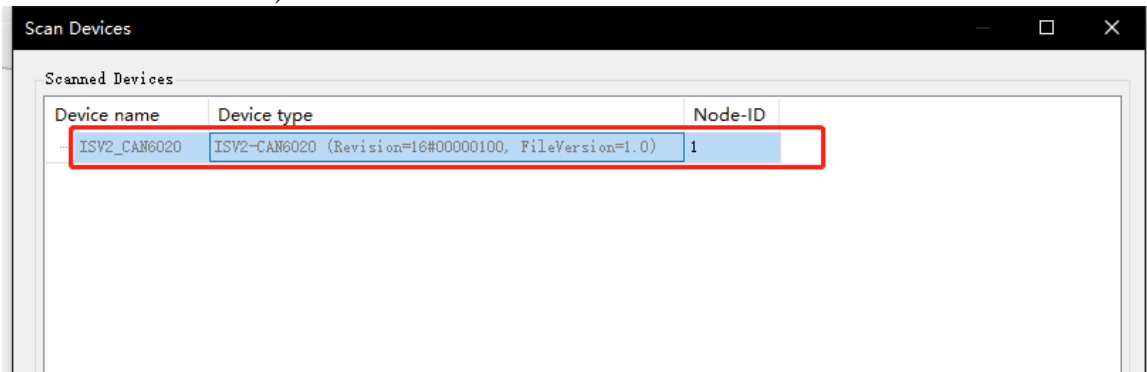 )
Scan Devices
Scanned Devices
Device name Device type Node-ID
ISV2_CAN6020 ISV2-CAN6020 (Revision=16#00000100, FileVersion=1.0) 1